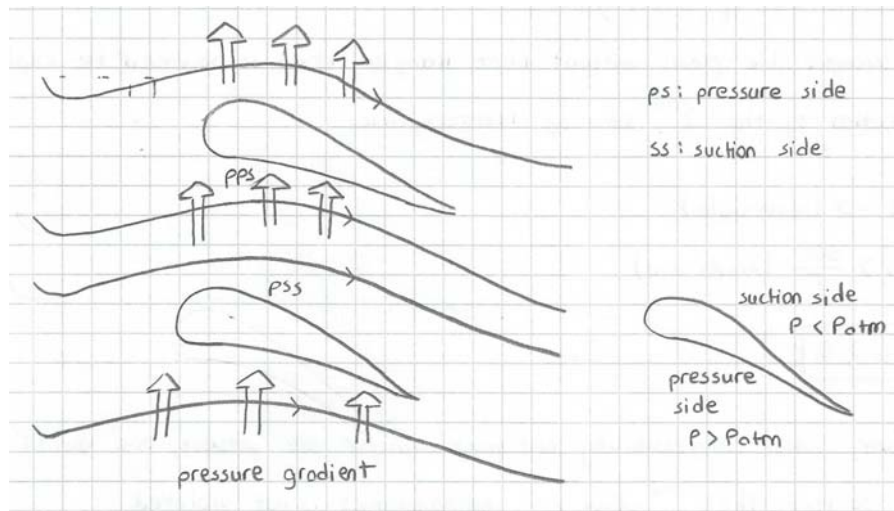 ps: pressure side
ss: suction side
PPS
PSS
pressure gradient
suction side
P < Patm
pressure
side
P > Patm